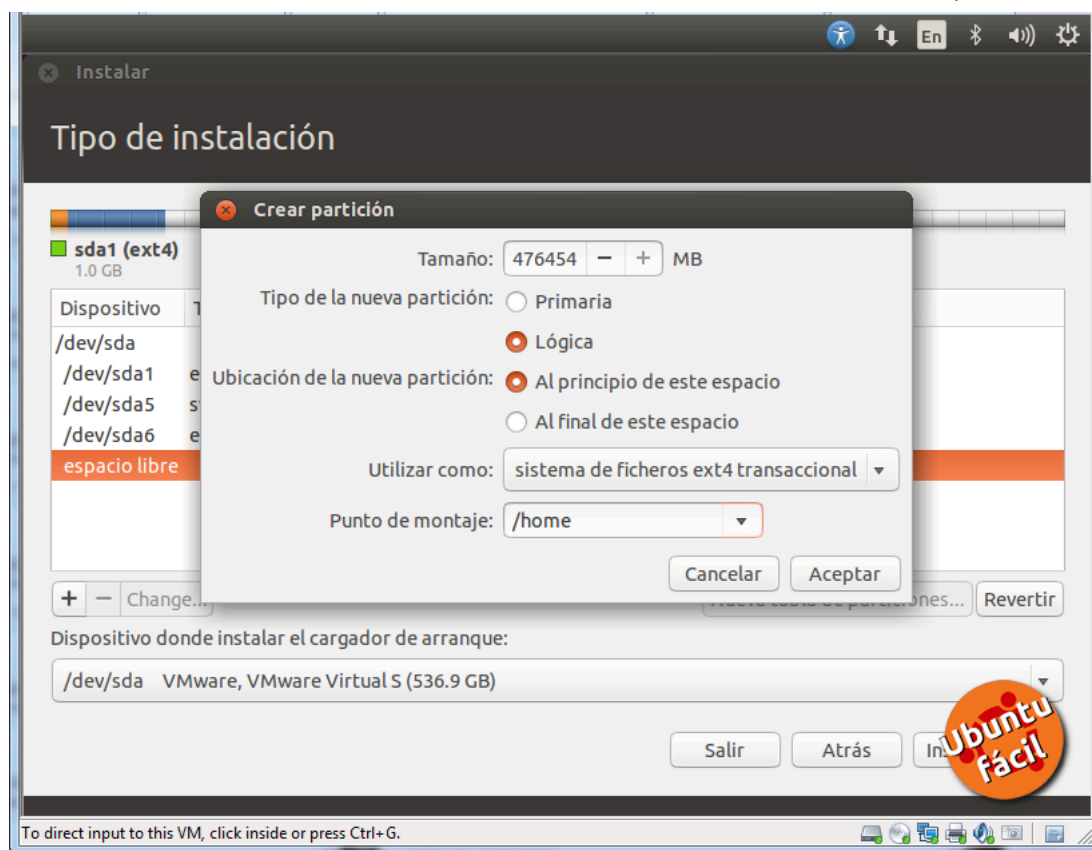 En
Instalar
Tipo de instalación
Crear partición
sda1 (ext4)
1.0 GB
Tamaño: 476454 − + MB
Tipo de la nueva partición: Primaria
Lógica
Ubicación de la nueva partición: Al principio de este espacio
Al final de este espacio
Utilizar como: sistema de ficheros ext4 transaccional
Punto de montaje: /home
Cancelar Aceptar
Dispositivo
/dev/sda
/dev/sda1
/dev/sda5
/dev/sda6
espacio libre
+ − Change... Revertir
Dispositivo donde instalar el cargador de arranque:
/dev/sda VMware, VMware Virtual S (536.9 GB)
Salir Atrás
Ubuntu
Fácil
To direct input to this VM, click inside or press Ctrl+G.